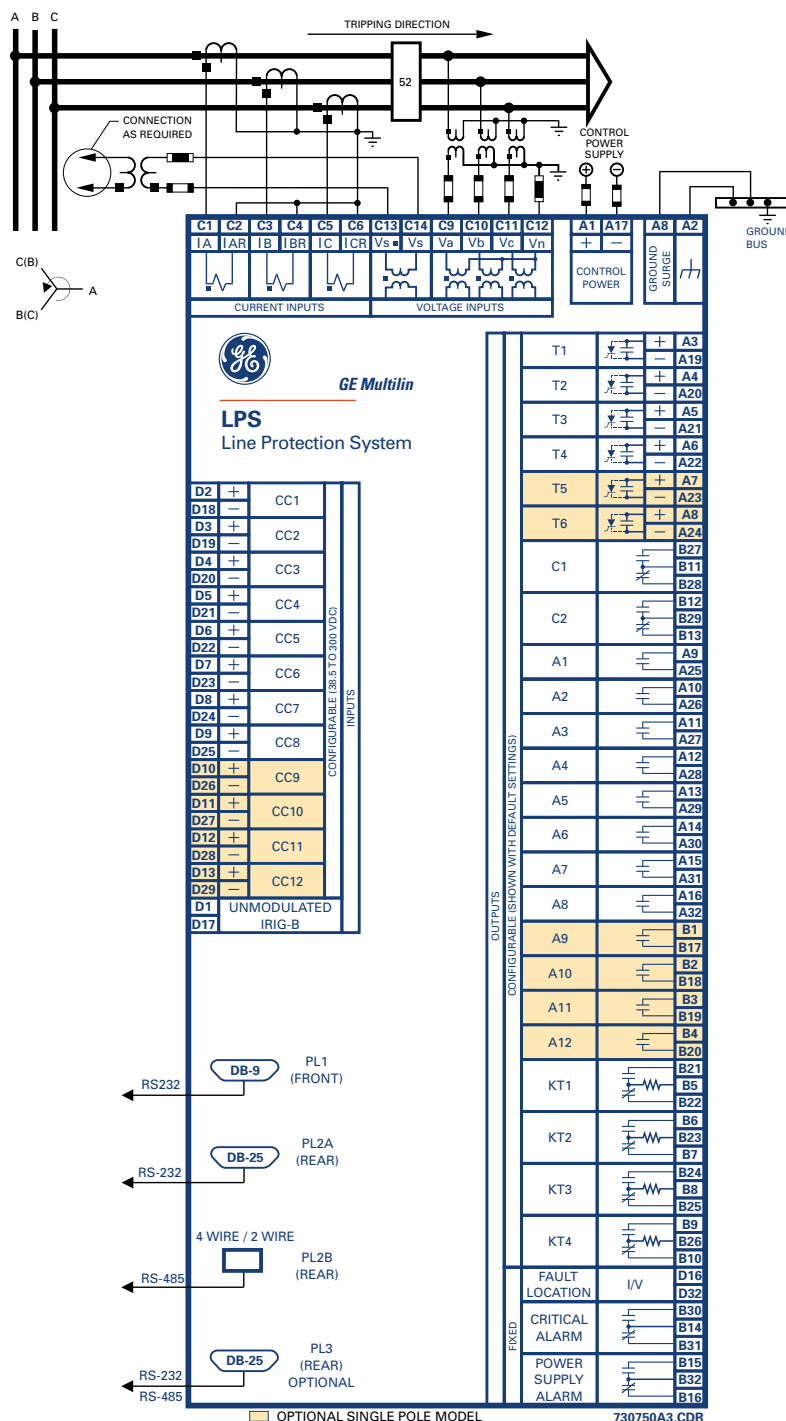 A B C
TRIPPING DIRECTION
52
CONNECTION
AS REQUIRED
CONTROL
POWER
SUPPLY
+ −
C1 C2 C3 C4 C5 C6 C13 C14 C9 C10 C11 C12 A1 A17 A8 A2
IA IAR IB IBR IC ICR Vs Vs Va Vb Vc Vn + −
GROUND
BUS
CONTROL
POWER
GROUND
SURGE
CURRENT INPUTS VOLTAGE INPUTS
C(B)
A
B(C)
GE
GE Multilin
LPS
Line Protection System
D2 +
CC1
D18 −
D3 +
CC2
D19 −
D4 +
CC3
D20 −
D5 +
CC4
D21 −
D6 +
CC5
D22 −
D7 +
CC6
D23 −
D8 +
CC7
D24 −
D9 +
CC8
D25 −
D10 +
CC9
D26 −
D11 +
CC10
D27 −
D12 +
CC11
D28 −
D13 +
CC12
D29 −
D1 UNMODULATED
D17 IRIG-B
CONFIGURABLE (38.5 TO 300 VDC)
INPUTS
OUTPUTS
CONFIGURABLE (SHOWN WITH DEFAULT SETTINGS)
T1
+ A3
− A19
T2
+ A4
− A20
T3
+ A5
− A21
T4
+ A6
− A22
T5
+ A7
− A23
T6
+ A8
− A24
C1
B27
B11
B28
C2
B12
B29
B13
A1
A9
A25
A2
A10
A26
A3
A11
A27
A4
A12
A28
A5
A13
A29
A6
A14
A30
A7
A15
A31
A8
A16
A32
A9
B1
B17
A10
B2
B18
A11
B3
B19
A12
B4
B20
KT1
B21
B5
B22
KT2
B6
B23
B7
KT3
B24
B8
B25
KT4
B9
B26
B10
FIXED
FAULT
LOCATION
I/V
D16
D32
CRITICAL
ALARM
B30
B14
B31
POWER
SUPPLY
ALARM
B15
B32
B16
RS232
DB-9
PL1
(FRONT)
RS-232
DB-25
PL2A
(REAR)
4 WIRE / 2 WIRE
RS-485
PL2B
(REAR)
RS-232
RS-485
DB-25
PL3
(REAR)
OPTIONAL
OPTIONAL SINGLE POLE MODEL
730750A3.CDR